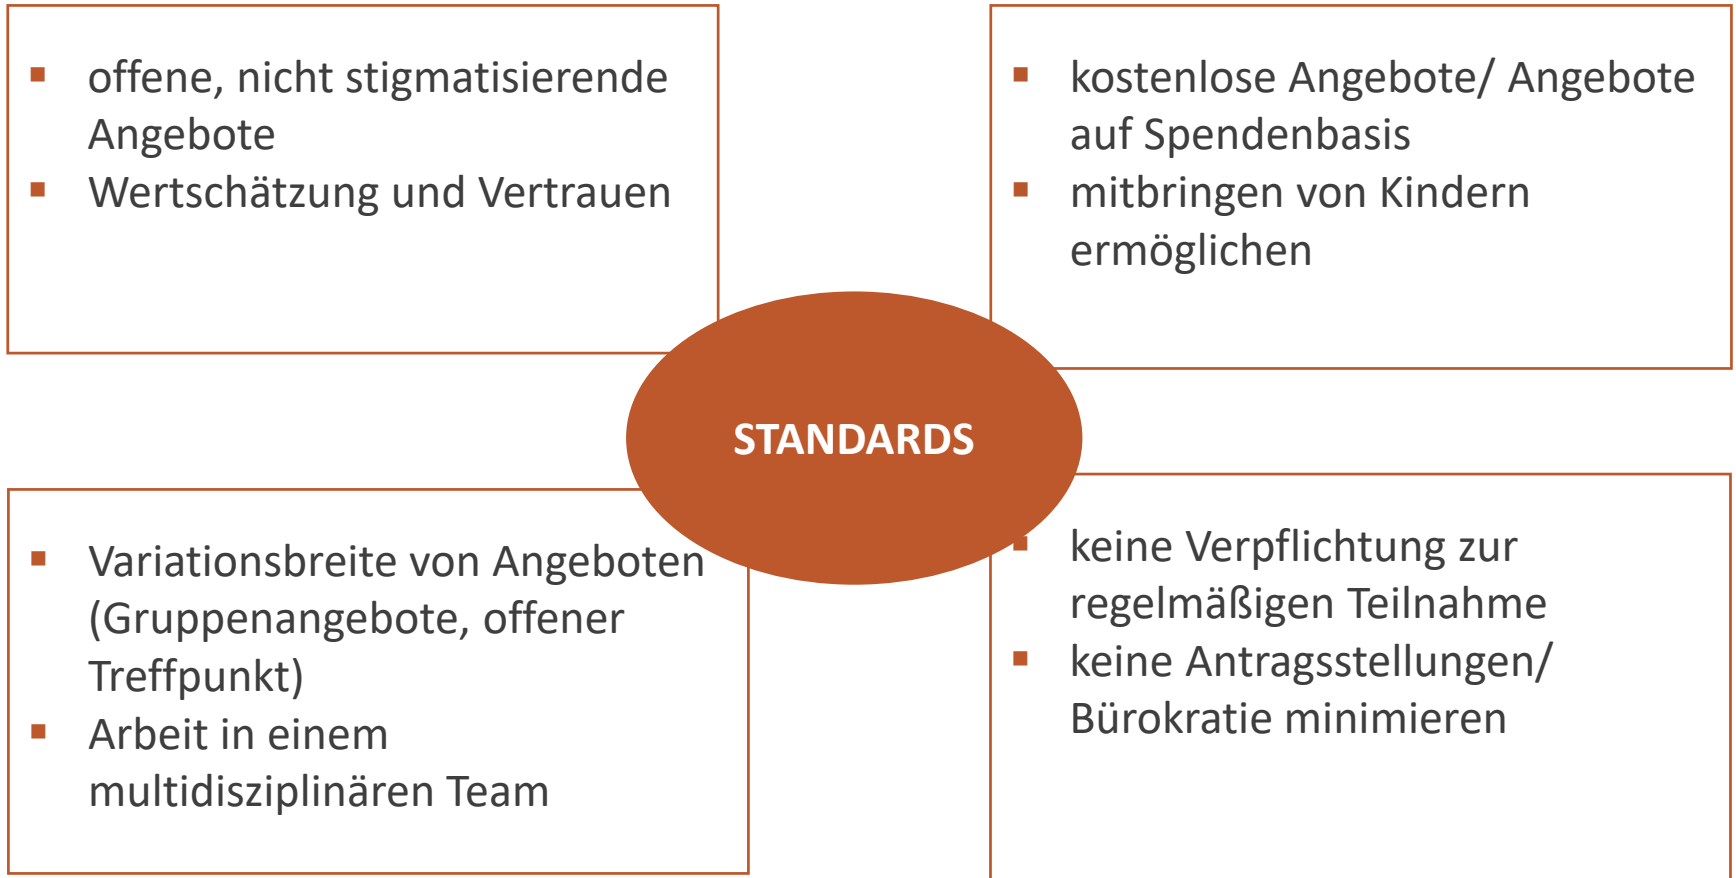 ▪ offene, nicht stigmatisierende
Angebote
▪ Wertschätzung und Vertrauen
▪ kostenlose Angebote/ Angebote
auf Spendenbasis
▪ mitbringen von Kindern
ermöglichen
STANDARDS
▪ Variationsbreite von Angeboten
(Gruppenangebote, offener
Treffpunkt)
▪ Arbeit in einem
multidisziplinären Team
▪ keine Verpflichtung zur
regelmäßigen Teilnahme
▪ keine Antragsstellungen/
Bürokratie minimieren